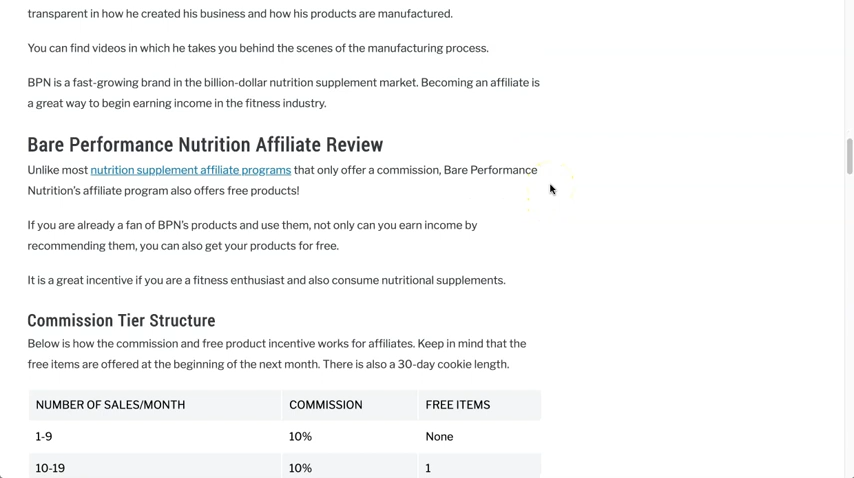 transparent in how he created his business and how his products are manufactured.
You can find videos in which he takes you behind the scenes of the manufacturing process.
BPN is a fast-growing brand in the billion-dollar nutrition supplement market. Becoming an affiliate is
a great way to begin earning income in the fitness industry.
Bare Performance Nutrition Affiliate Review
Unlike most nutrition supplement affiliate programs that only offer a commission, Bare Performance
Nutrition's affiliate program also offers free products!
If you are already a fan of BPN's products and use them, not only can you earn income by
recommending them, you can also get your products for free.
It is a great incentive if you are a fitness enthusiast and also consume nutritional supplements.
Commission Tier Structure
Below is how the commission and free product incentive works for affiliates. Keep in mind that the
free items are offered at the beginning of the next month. There is also a 30-day cookie length.
NUMBER OF SALES/MONTH COMMISSION FREE ITEMS
1-9 10% None
10-19 10% 1